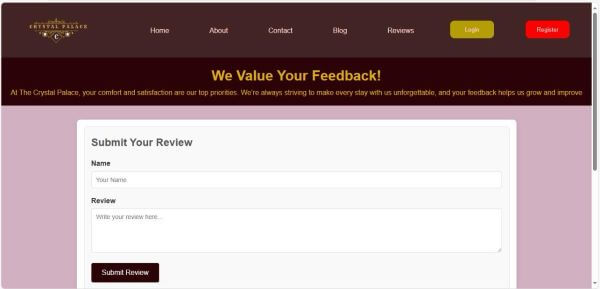 CRYSTAL PALACE
C
Home
About
Contact
Blog
Reviews
Login
Register
We Value Your Feedback!
At The Crystal Palace, your comfort and satisfaction are our top priorities. We're always striving to make every stay with us unforgettable, and your feedback helps us grow and improve
Submit Your Review
Name
Your Name
Review
Write your review here...
Submit Review